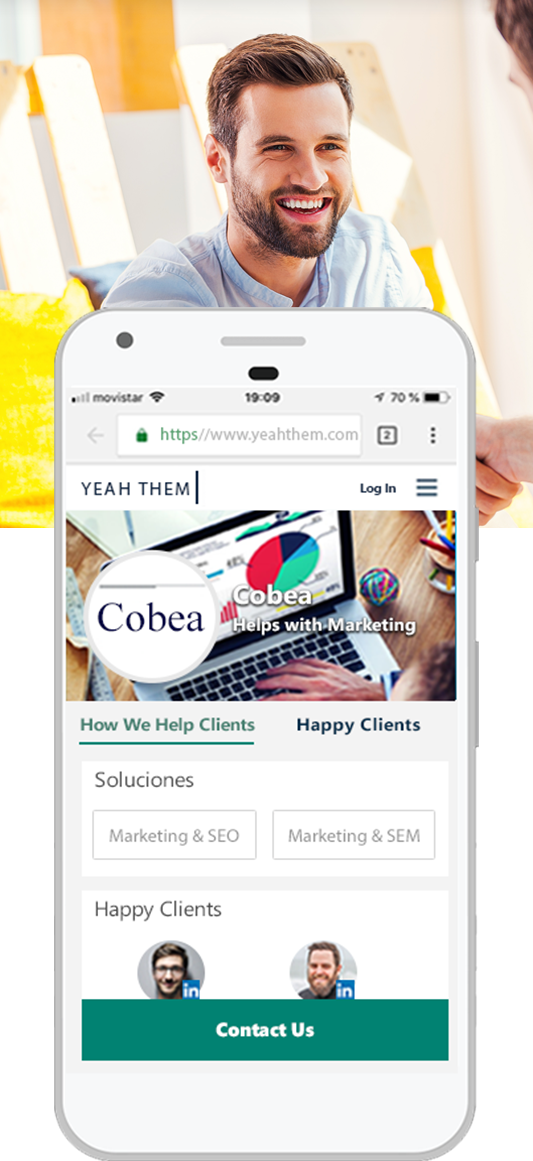 movistar 19:09 70 %
https//www.yeahthem.com 2
YEAH THEM Log In
Cobea
Cobea
Helps with Marketing
How We Help Clients Happy Clients
Soluciones
Marketing & SEO Marketing & SEM
Happy Clients
in in
Contact Us